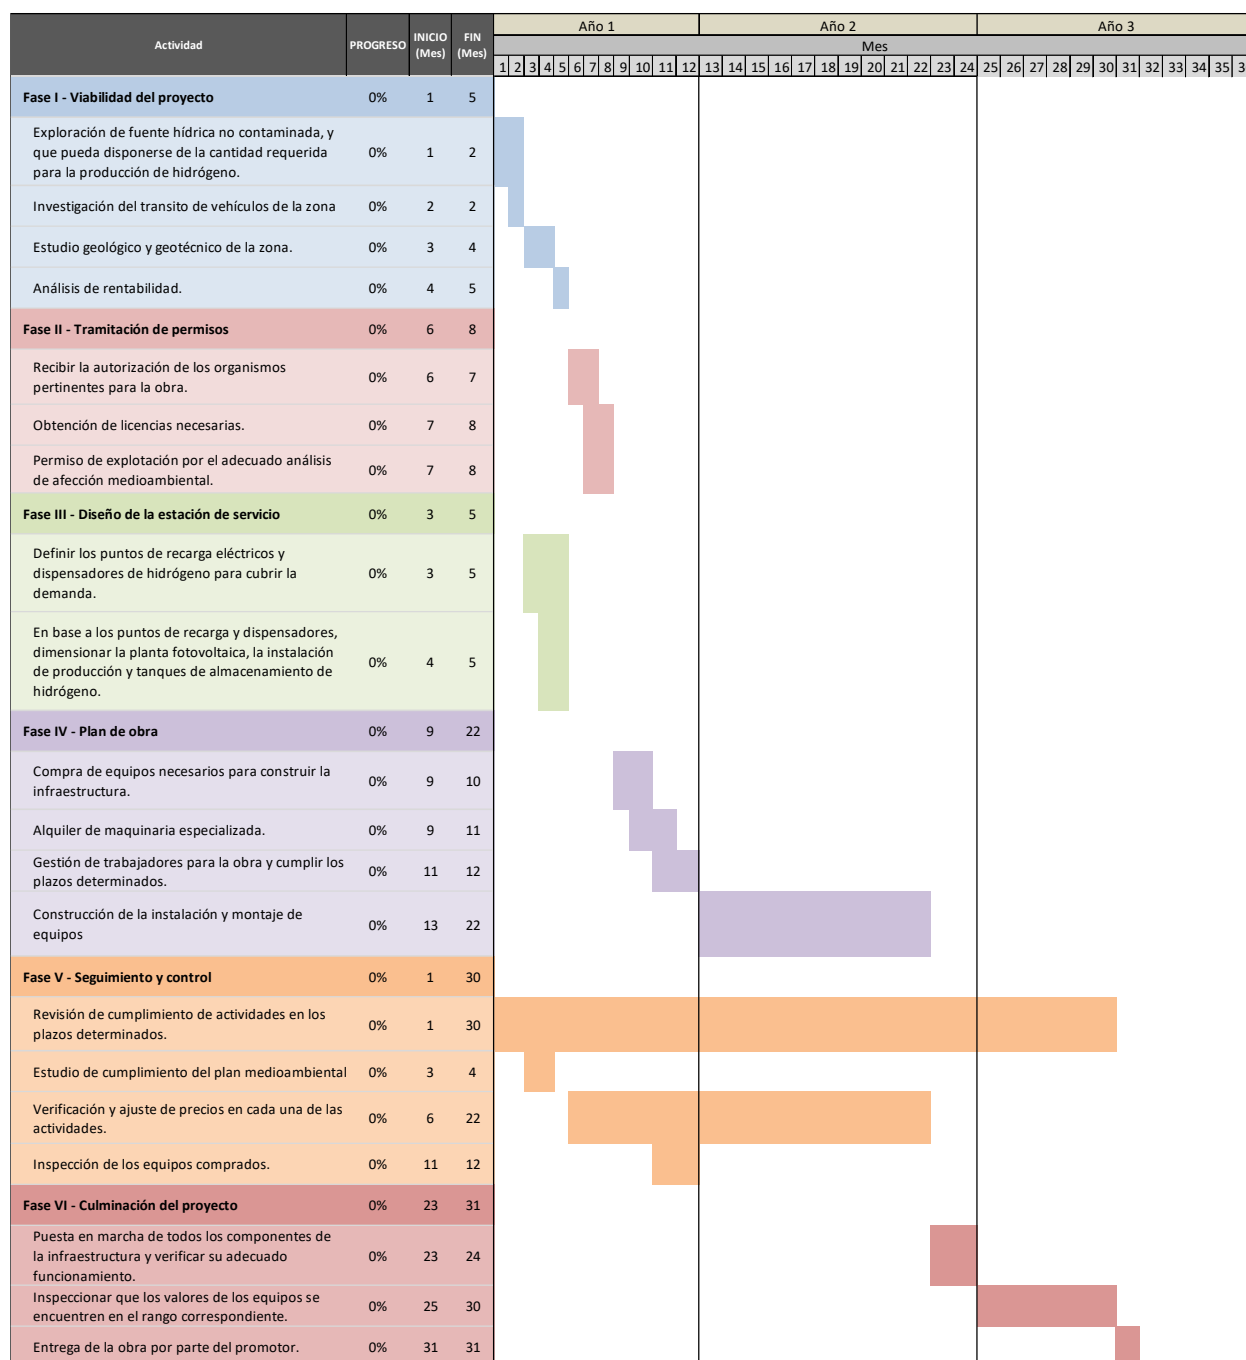 Año 1 Año 2 Año 3
Actividad PROGRESO INICIO (Mes) FIN (Mes) Mes
1 2 3 4 5 6 7 8 9 10 11 12 13 14 15 16 17 18 19 20 21 22 23 24 25 26 27 28 29 30 31 32 33 34 35 3
Fase I - Viabilidad del proyecto 0% 1 5
Exploración de fuente hídrica no contaminada, y
que pueda disponerse de la cantidad requerida 0% 1 2
para la producción de hidrógeno.
Investigación del transito de vehículos de la zona 0% 2 2
Estudio geológico y geotécnico de la zona. 0% 3 4
Análisis de rentabilidad. 0% 4 5
Fase II - Tramitación de permisos 0% 6 8
Recibir la autorización de los organismos
pertinentes para la obra. 0% 6 7
Obtención de licencias necesarias. 0% 7 8
Permiso de explotación por el adecuado análisis
de afección medioambiental. 0% 7 8
Fase III - Diseño de la estación de servicio 0% 3 5
Definir los puntos de recarga eléctricos y
dispensadores de hidrógeno para cubrir la 0% 3 5
demanda.
En base a los puntos de recarga y dispensadores,
dimensionar la planta fotovoltaica, la instalación
de producción y tanques de almacenamiento de 0% 4 5
hidrógeno.
Fase IV - Plan de obra 0% 9 22
Compra de equipos necesarios para construir la
infraestructura. 0% 9 10
Alquiler de maquinaria especializada. 0% 9 11
Gestión de trabajadores para la obra y cumplir los
plazos determinados. 0% 11 12
Construcción de la instalación y montaje de
equipos 0% 13 22
Fase V - Seguimiento y control 0% 1 30
Revisión de cumplimiento de actividades en los
plazos determinados. 0% 1 30
Estudio de cumplimiento del plan medioambiental 0% 3 4
Verificación y ajuste de precios en cada una de las
actividades. 0% 6 22
Inspección de los equipos comprados. 0% 11 12
Fase VI - Culminación del proyecto 0% 23 31
Puesta en marcha de todos los componentes de
la infraestructura y verificar su adecuado 0% 23 24
funcionamiento.
Inspeccionar que los valores de los equipos se
encuentren en el rango correspondiente. 0% 25 30
Entrega de la obra por parte del promotor. 0% 31 31